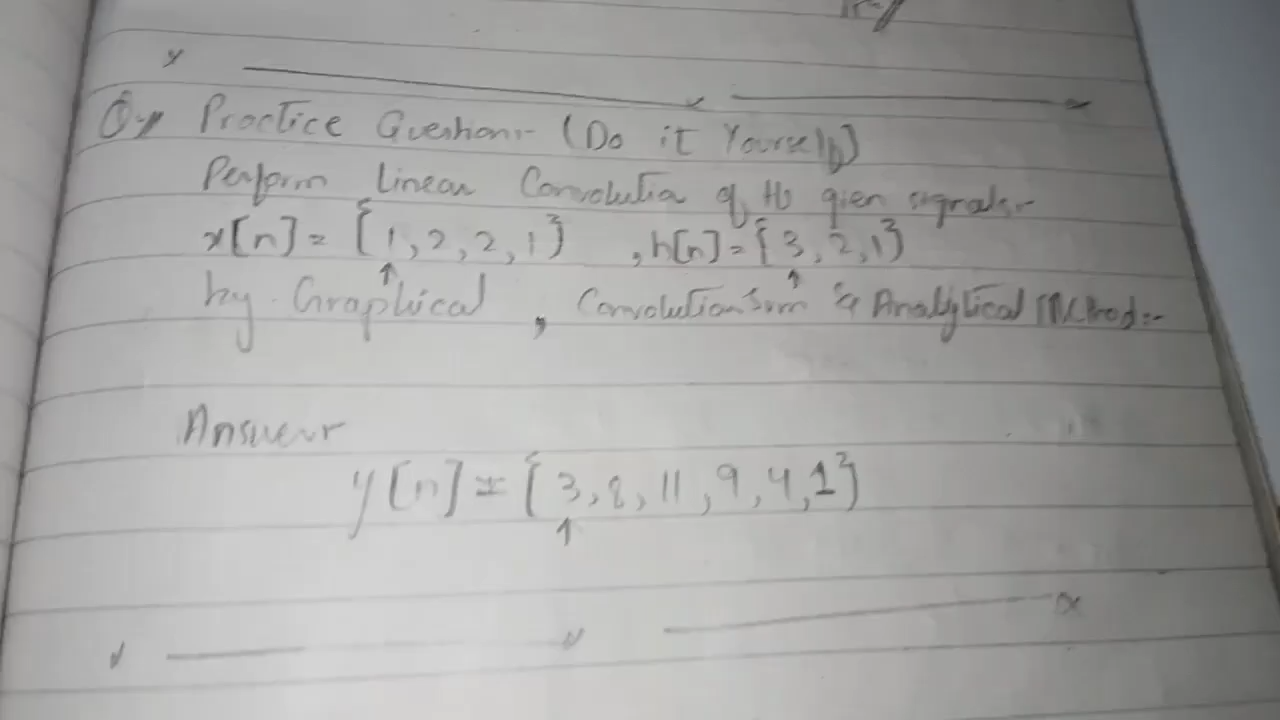 Q-y Practice Question:- (Do it Yourself)
Perform Linear Convolution of the given signals:-
x[n] = {1, 2, 2, 1} , h[n] = {3, 2, 1}
↑ ↑
by Graphical , Convolution Sum & Analytical Method:-
Answer
y[n] = {3, 8, 11, 9, 4, 1}
↑